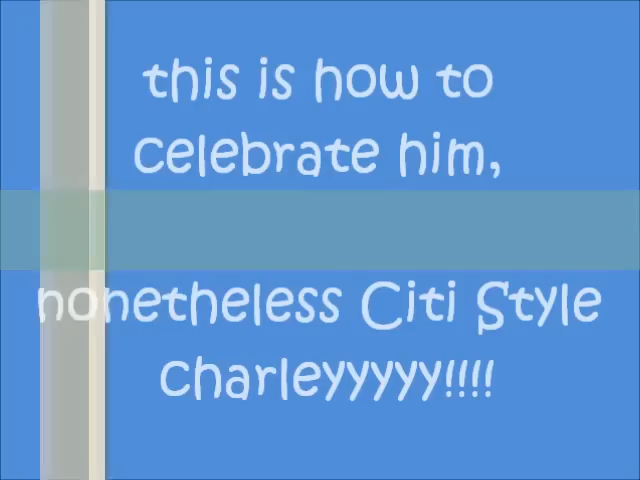 this is how to
celebrate him,
nonetheless Citi Style
charleyyyyy!!!!